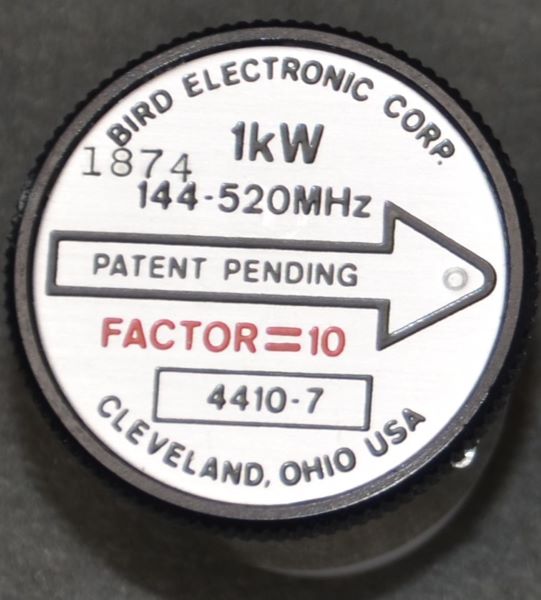 BIRD ELECTRONIC CORP.
1kW
1874
144-520MHz
PATENT PENDING
FACTOR=10
4410-7
CLEVELAND, OHIO USA